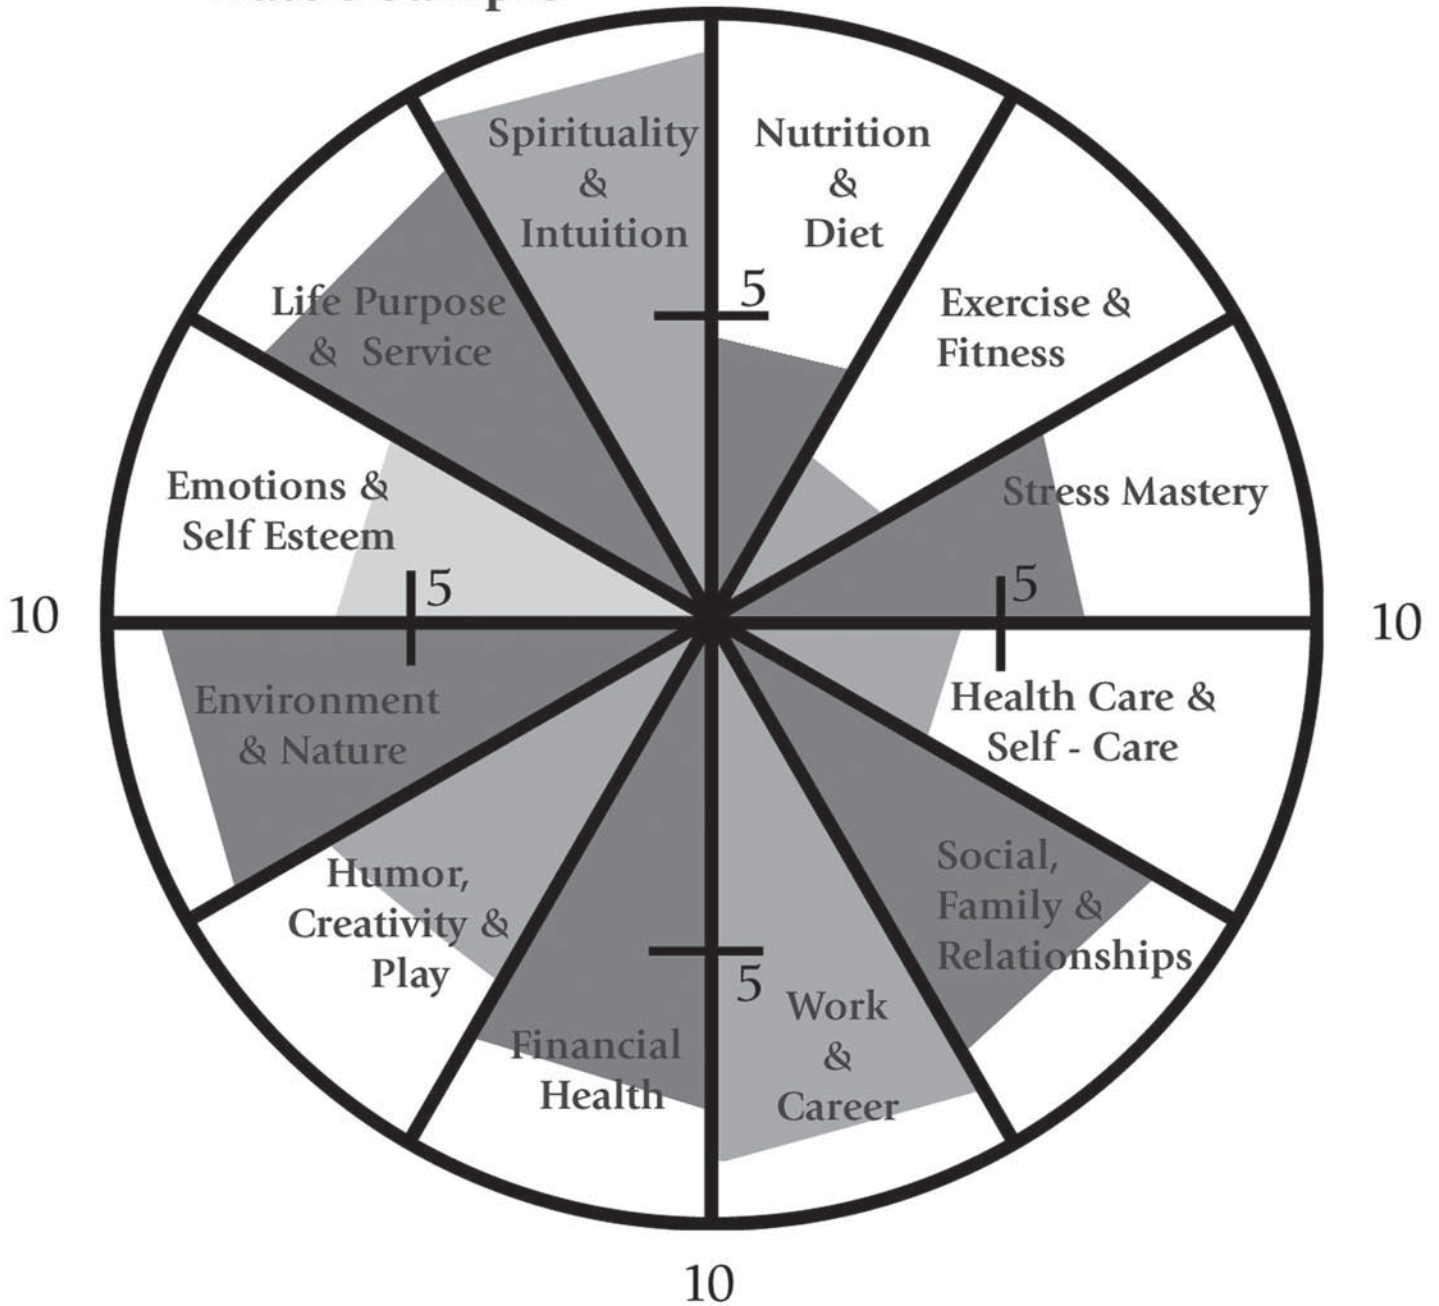 Spirituality
&
Intuition
Nutrition
&
Diet
5
Exercise &
Fitness
Life Purpose
& Service
Emotions &
Self Esteem
Stress Mastery
10
5
5
10
Environment
& Nature
Health Care &
Self - Care
Humor,
Creativity &
Play
Social,
Family &
Relationships
5
Financial
Health
Work
&
Career
10